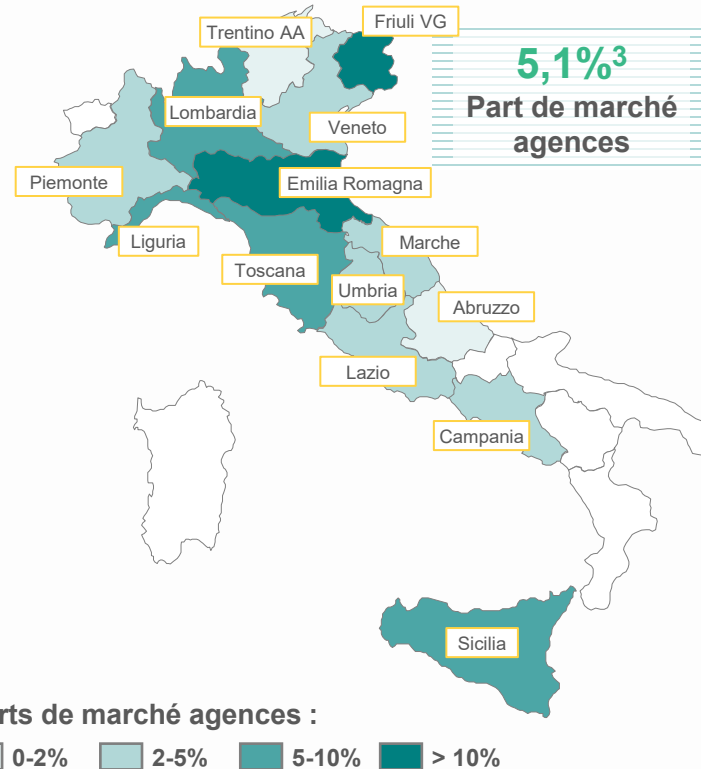 Friuli VG
Trentino AA
5,1%³
Part de marché
agences
Lombardia
Veneto
Piemonte
Emilia Romagna
Liguria
Marche
Toscana
Umbria
Abruzzo
Lazio
Campania
Sicilia
rts de marché agences :
0-2% 2-5% 5-10% > 10%